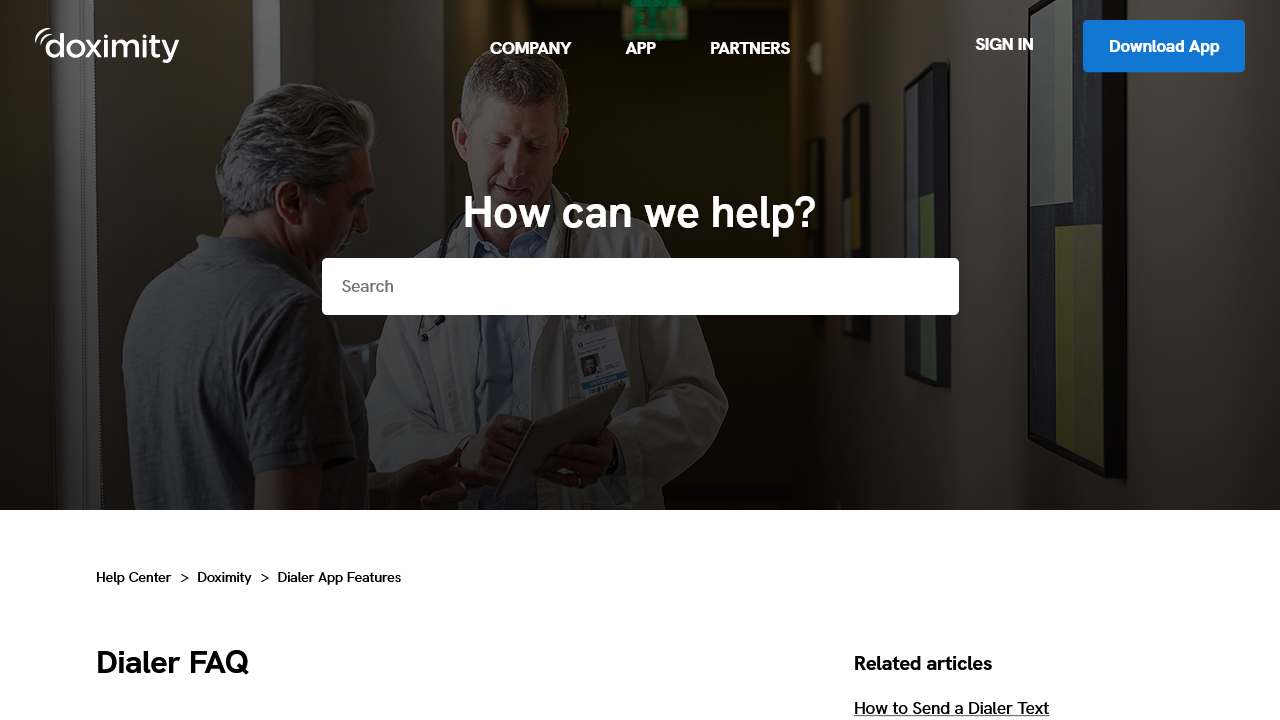 doximity
COMPANY APP PARTNERS SIGN IN Download App
EXIT
How can we help?
Search
Help Center > Doximity > Dialer App Features
Dialer FAQ
Related articles
How to Send a Dialer Text